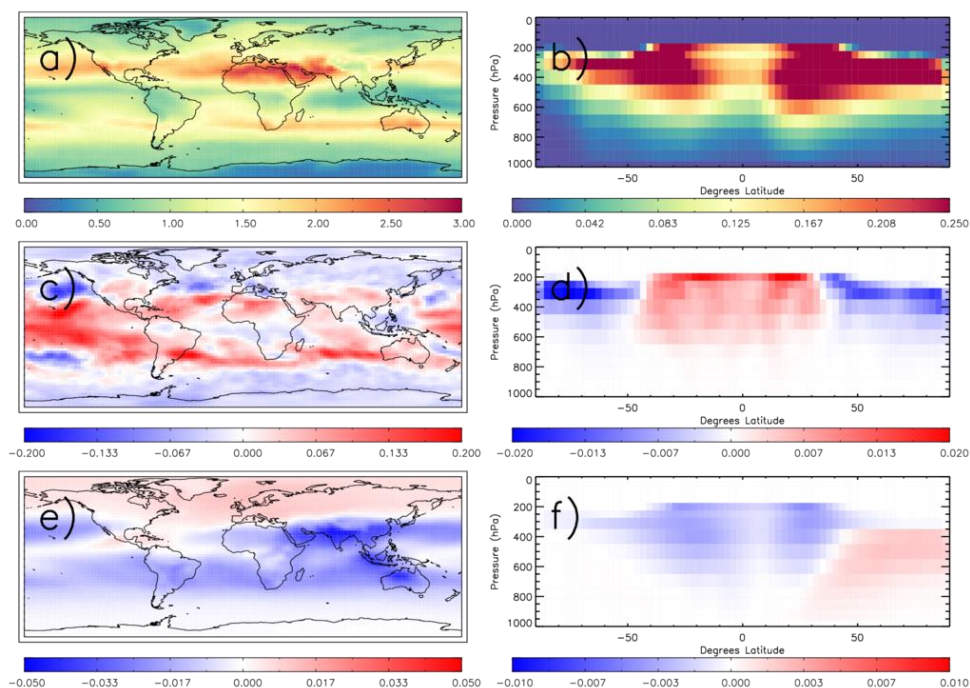 a)
0.00 0.50 1.00 1.50 2.00 2.50 3.00
b)
0
200
400
600
800
1000
Pressure (hPa)
−50 0 50
Degrees Latitude
0.000 0.042 0.083 0.125 0.167 0.208 0.250
c)
−0.200 −0.133 −0.067 0.000 0.067 0.133 0.200
d)
0
200
400
600
800
1000
Pressure (hPa)
−50 0 50
Degrees Latitude
−0.020 −0.013 −0.007 0.000 0.007 0.013 0.020
e)
−0.050 −0.033 −0.017 0.000 0.017 0.033 0.050
f)
0
200
400
600
800
1000
Pressure (hPa)
−50 0 50
Degrees Latitude
−0.010 −0.007 −0.003 0.000 0.003 0.007 0.010